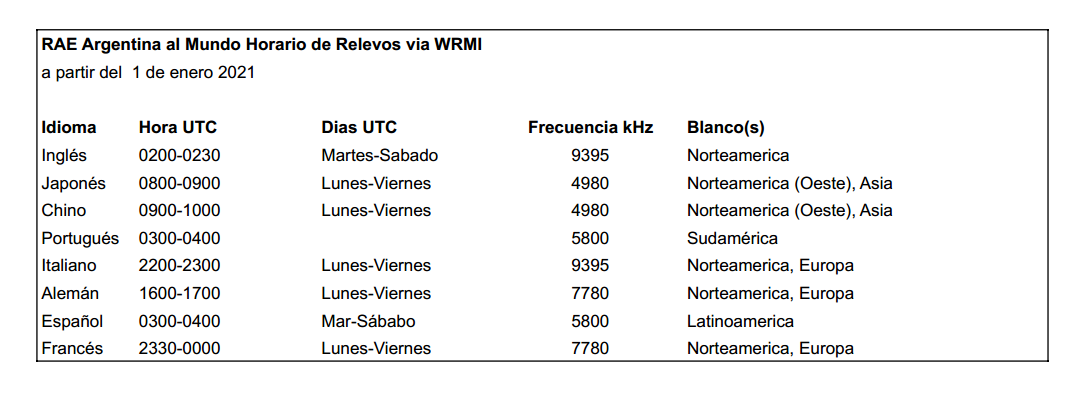 RAE Argentina al Mundo Horario de Relevos via WRMI
a partir del 1 de enero 2021
Idioma Hora UTC Dias UTC Frecuencia kHz Blanco(s)
Inglés 0200-0230 Martes-Sabado 9395 Norteamerica
Japonés 0800-0900 Lunes-Viernes 4980 Norteamerica (Oeste), Asia
Chino 0900-1000 Lunes-Viernes 4980 Norteamerica (Oeste), Asia
Portugués 0300-0400 5800 Sudamérica
Italiano 2200-2300 Lunes-Viernes 9395 Norteamerica, Europa
Alemán 1600-1700 Lunes-Viernes 7780 Norteamerica, Europa
Español 0300-0400 Mar-Sábabo 5800 Latinoamerica
Francés 2330-0000 Lunes-Viernes 7780 Norteamerica, Europa